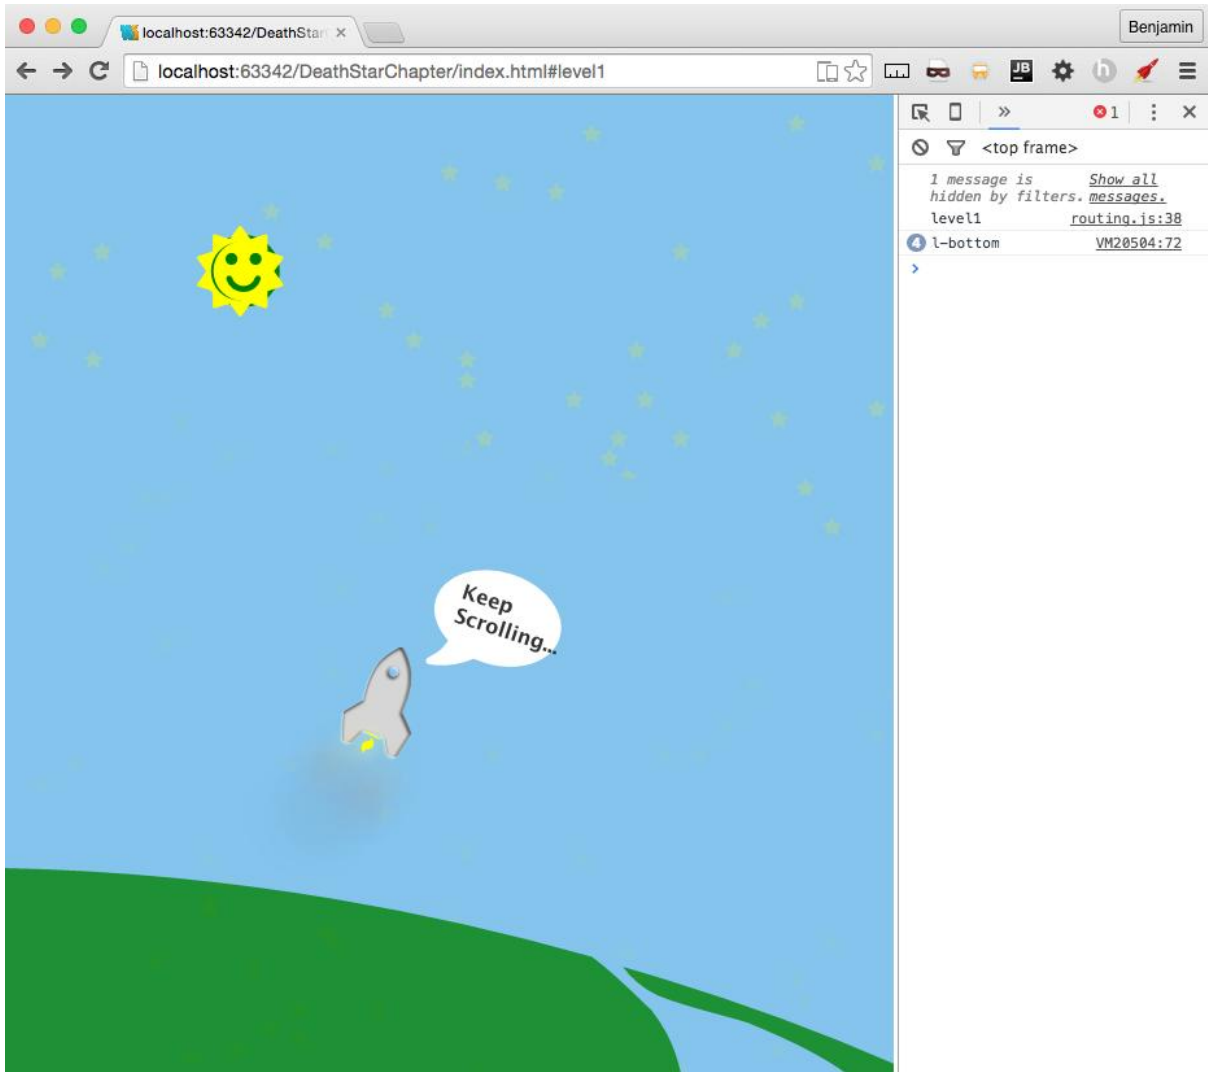 localhost:63342/DeathStar
Benjamin
localhost:63342/DeathStarChapter/index.html#level1
JB
h
1
<top frame>
1 message is hidden by filters.
Show all messages.
level1 routing.js:38
4 l-bottom VM20504:72
Keep
Scrolling...